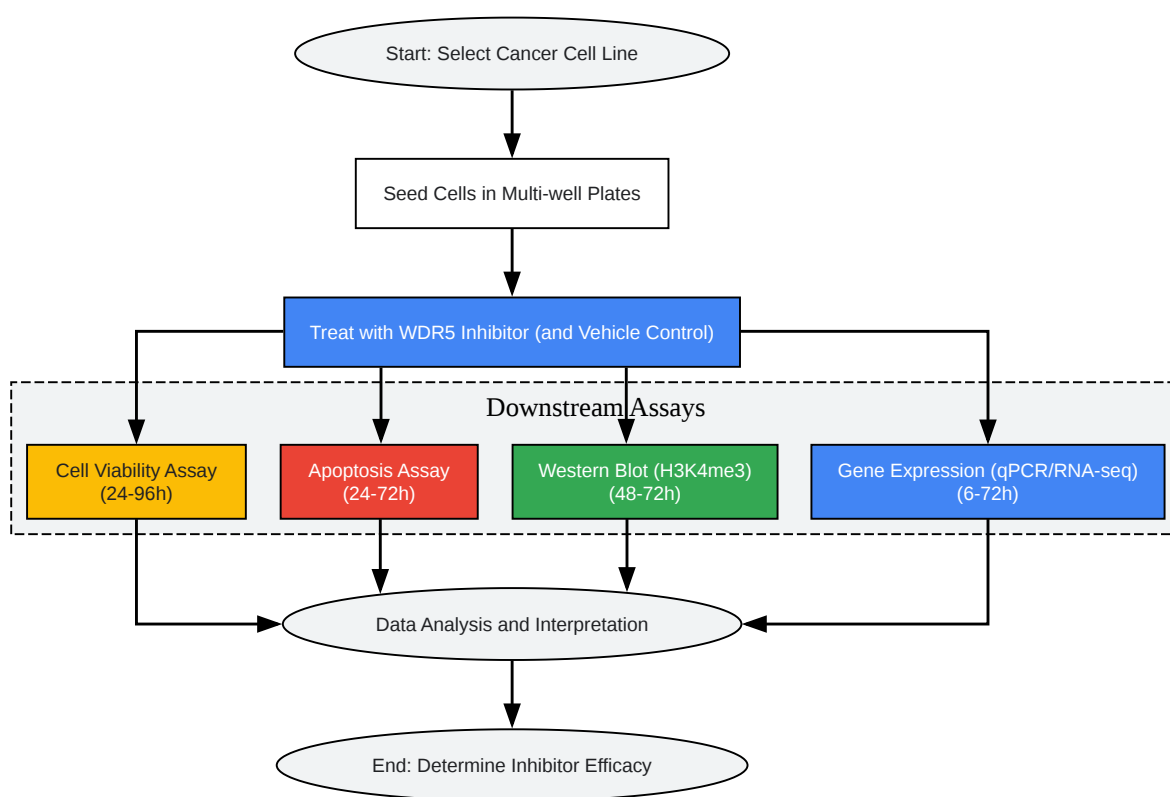 Start: Select Cancer Cell Line
Seed Cells in Multi-well Plates
Treat with WDR5 Inhibitor (and Vehicle Control)
Downstream Assays
Cell Viability Assay
(24-96h)
Apoptosis Assay
(24-72h)
Western Blot (H3K4me3)
(48-72h)
Gene Expression (qPCR/RNA-seq)
(6-72h)
Data Analysis and Interpretation
End: Determine Inhibitor Efficacy